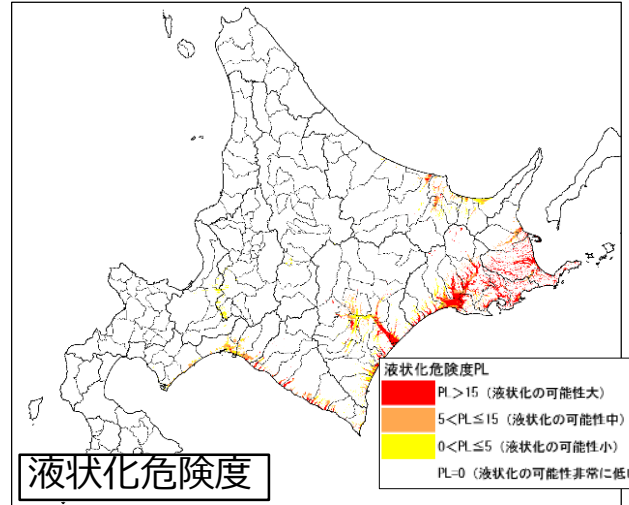 液状化危険度PL
PL＞15（液状化の可能性大）
5＜PL≦15（液状化の可能性中）
0＜PL≦5（液状化の可能性小）
PL=0（液状化の可能性非常に低い
液状化危険度